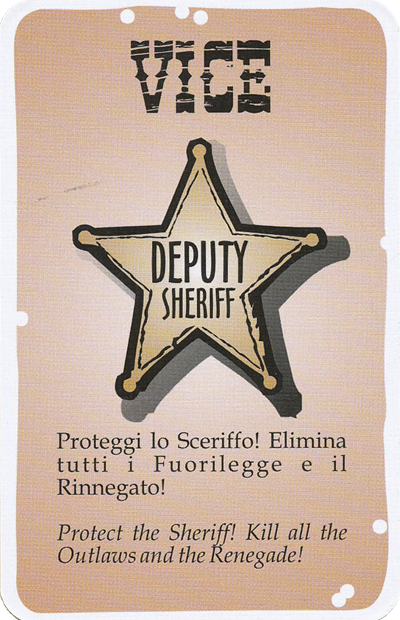 VICE
DEPUTY
SHERIFF
Proteggi lo Sceriffo! Elimina
tutti i Fuorilegge e il
Rinnegato!
Protect the Sheriff! Kill all the
Outlaws and the Renegade!